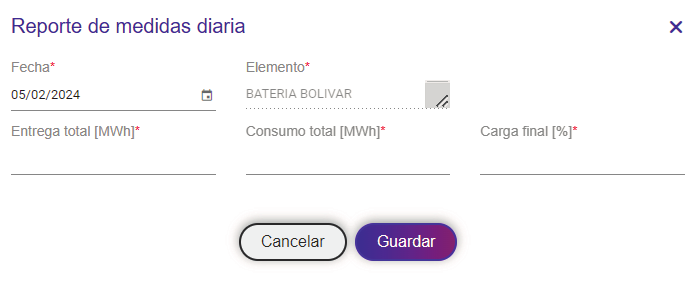 Reporte de medidas diaria
Fecha*
Elemento*
05/02/2024
BATERIA BOLIVAR
Entrega total [MWh]*
Consumo total [MWh]*
Carga final [%]*
Cancelar
Guardar